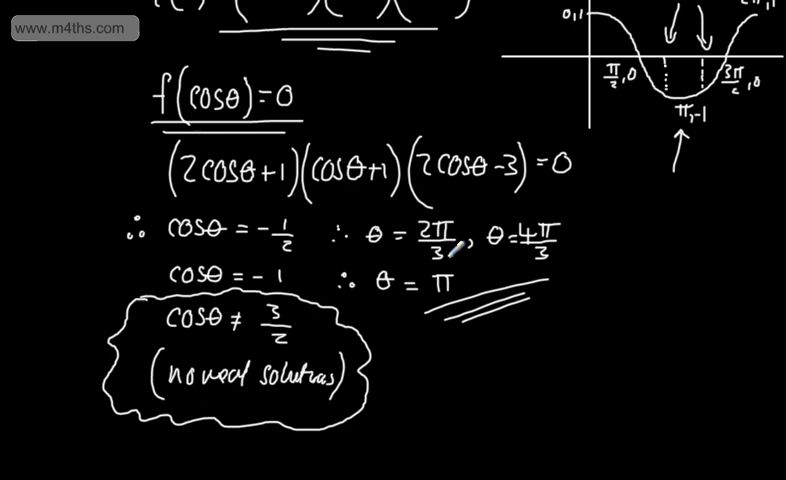 www.m4ths.com
0,1
π/2,0
3π/2,0
π,-1
f(cosθ)=0
(2cosθ+1)(cosθ+1)(2cosθ-3)=0
∴ cosθ = -1/2 ∴ θ = 2π/3, θ=4π/3
cosθ = -1 ∴ θ = π
cosθ ≠ 3/2
(no real solutions)